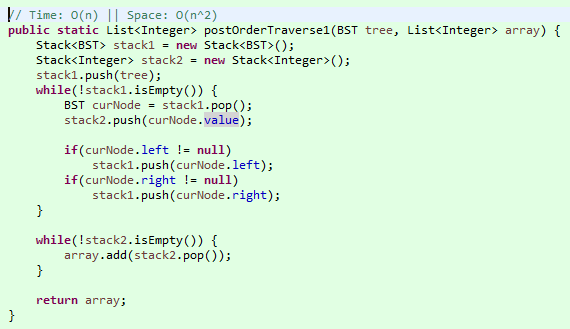 // Time: O(n) || Space: O(n^2)
public static List<Integer> postOrderTraverse1(BST tree, List<Integer> array) {
    Stack<BST> stack1 = new Stack<BST>();
    Stack<Integer> stack2 = new Stack<Integer>();
    stack1.push(tree);
    while(!stack1.isEmpty()) {
        BST curNode = stack1.pop();
        stack2.push(curNode.value);

        if(curNode.left != null)
            stack1.push(curNode.left);
        if(curNode.right != null)
            stack1.push(curNode.right);
    }

    while(!stack2.isEmpty()) {
        array.add(stack2.pop());
    }

    return array;
}